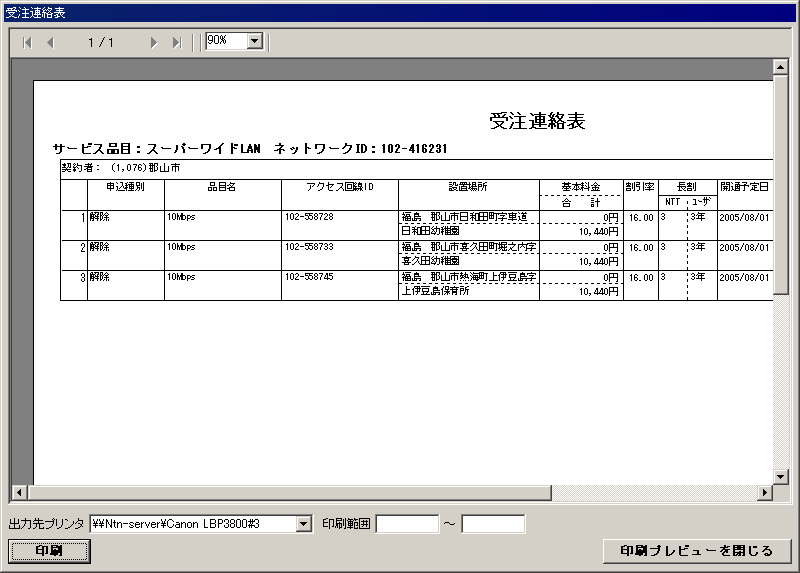 受注連絡表
1 / 1 90%
受注連絡表
サービス品目：スーパーワイドLAN ネットワークID：102-416231
契約者： (1,076)郡山市
申込種別 品目名 アクセス回線ID 設置場所 基本料金 割引率 長割 開通予定日
合 計 NTT ユーザ
1 解除 10Mbps 102-558728 福島 郡山市日和田町字車道 0円 16.00 3 3年 2005/08/01
日和田幼稚園 10,440円
2 解除 10Mbps 102-558733 福島 郡山市喜久田町堀之内字 0円 16.00 3 3年 2005/08/01
喜久田幼稚園 10,440円
3 解除 10Mbps 102-558745 福島 郡山市熱海町上伊豆島字 0円 16.00 3 3年 2005/08/01
上伊豆島保育所 10,440円
出力先プリンタ ¥¥Ntn-server¥Canon LBP3800#3 印刷範囲 ～
印刷 印刷プレビューを閉じる